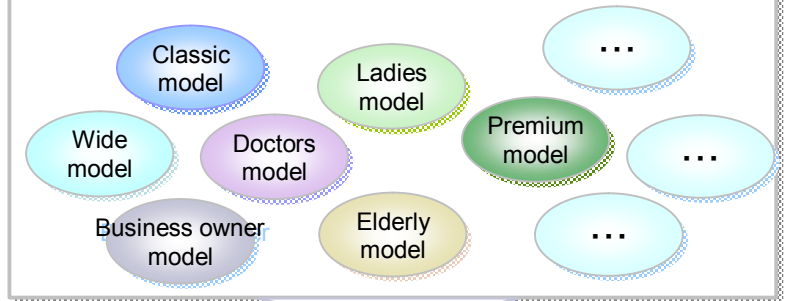 Classic
model
Ladies
model
...
Wide
model
Doctors
model
Premium
model
...
Business owner
model
Elderly
model
...